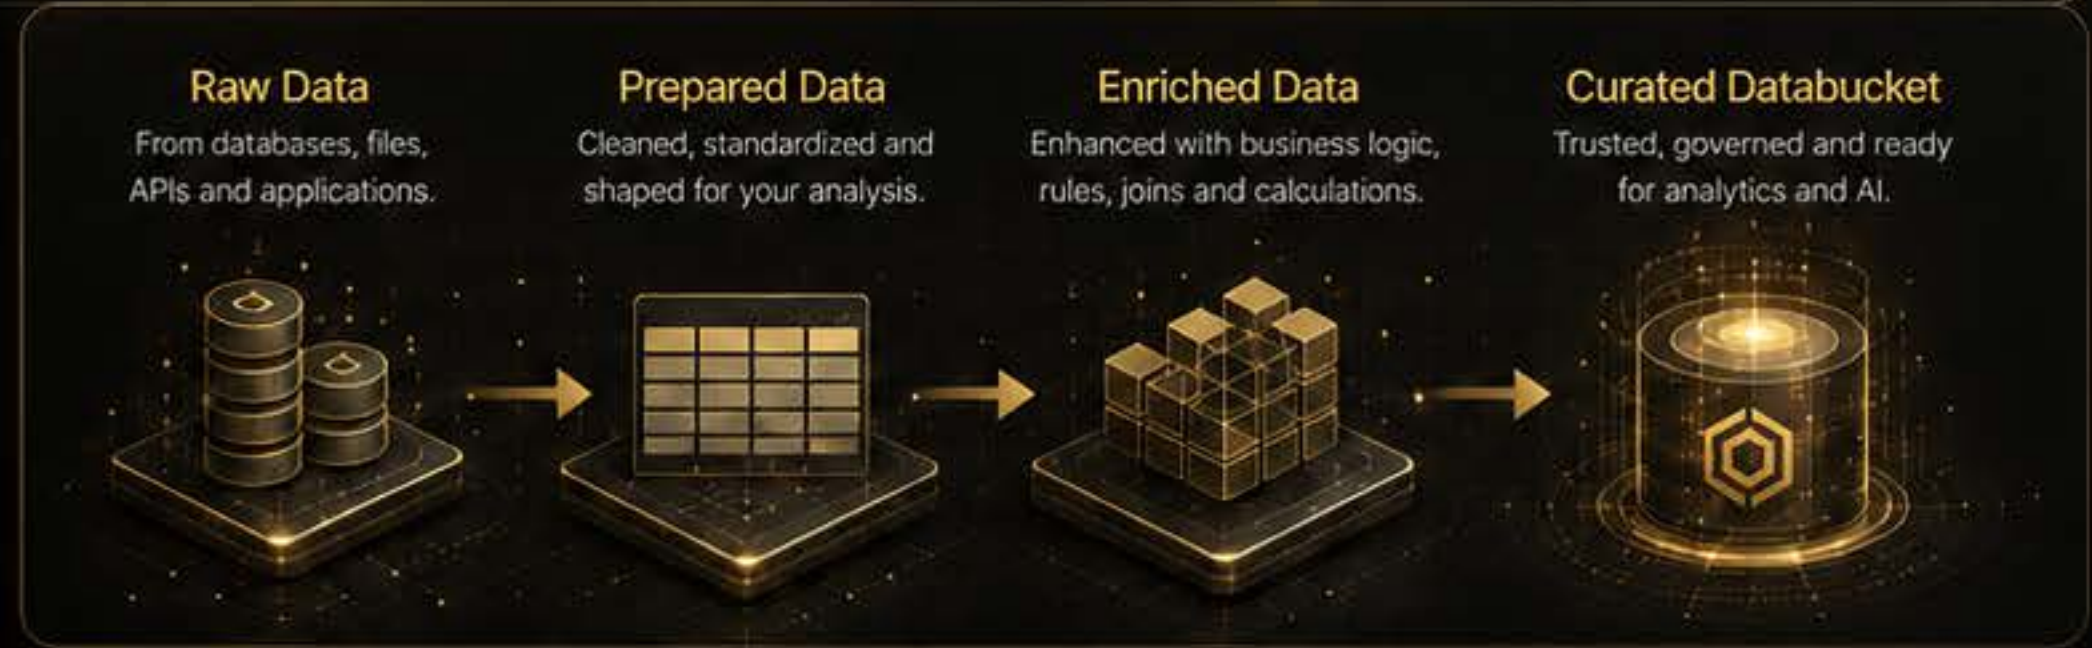 Raw Data
From databases, files,
APIs and applications.
Prepared Data
Cleaned, standardized and
shaped for your analysis.
Enriched Data
Enhanced with business logic,
rules, joins and calculations.
Curated Databucket
Trusted, governed and ready
for analytics and AI.